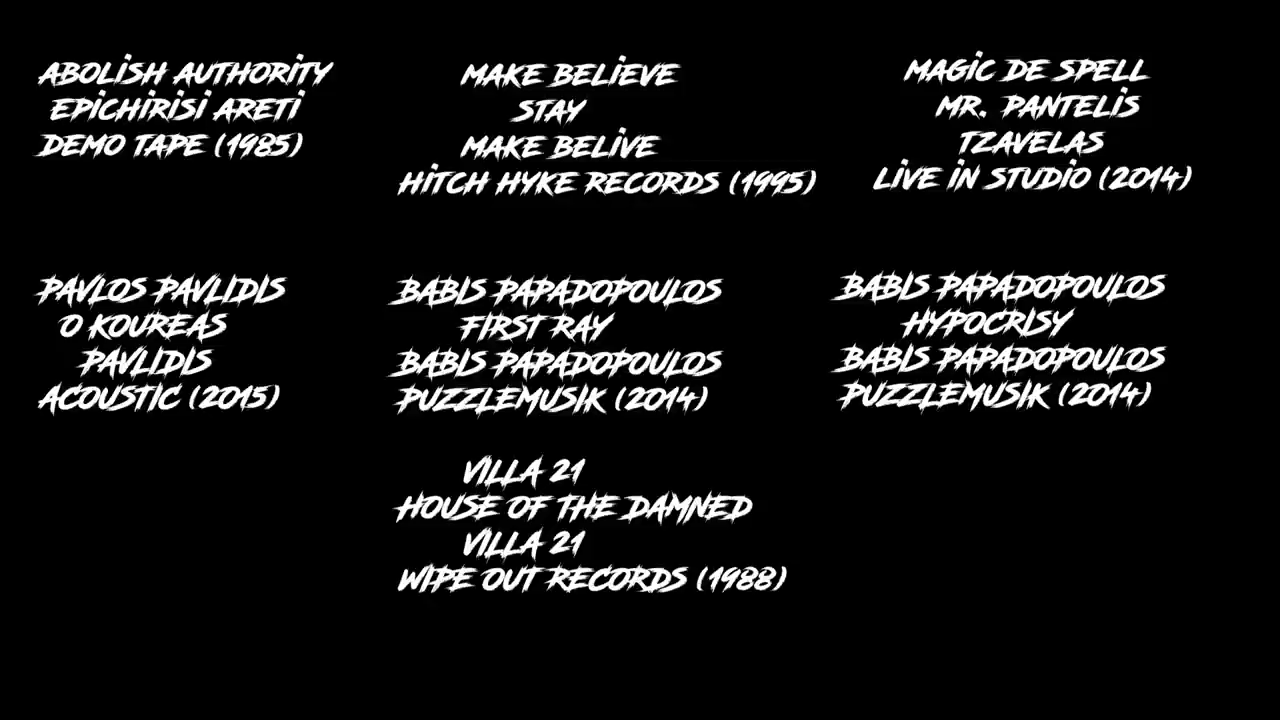 ABOLISH AUTHORITY
EPICHIRISI ARETI
DEMO TAPE (1985)
MAKE BELIEVE
STAY
MAKE BELIVE
HITCH HYKE RECORDS (1995)
MAGIC DE SPELL
MR. PANTELIS
TZAVELAS
LIVE IN STUDIO (2014)
PAVLOS PAVLIDIS
O KOUREAS
PAVLIDIS
ACOUSTIC (2015)
BABIS PAPADOPOULOS
FIRST RAY
BABIS PAPADOPOULOS
PUZZLEMUSIK (2014)
BABIS PAPADOPOULOS
HYPOCRISY
BABIS PAPADOPOULOS
PUZZLEMUSIK (2014)
VILLA 21
HOUSE OF THE DAMNED
VILLA 21
WIPE OUT RECORDS (1988)